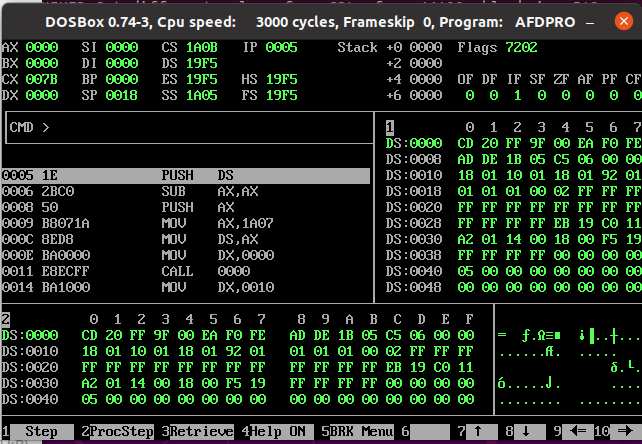 DOSBox 0.74-3, Cpu speed: 3000 cycles, Frameskip 0, Program: AFDPRO
AX 0000 SI 0000 CS 1A0B IP 0005 Stack +0 0000 Flags 7202
BX 0000 DI 0000 DS 19F5 +2 0000
CX 007B BP 0000 ES 19F5 HS 19F5 +4 0000 OF DF IF SF ZF AF PF CF
DX 0000 SP 0018 SS 1A05 FS 19F5 +6 0000 0 0 1 0 0 0 0 0
CMD >
1 0 1 2 3 4 5 6 7
DS:0000 CD 20 FF 9F 00 EA F0 FE
DS:0008 AD DE 1B 05 C5 06 00 00
DS:0010 18 01 10 01 18 01 92 01
DS:0018 01 01 01 00 02 FF FF FF
DS:0020 FF FF FF FF FF FF FF FF
DS:0028 FF FF FF FF EB 19 C0 11
DS:0030 A2 01 14 00 18 00 F5 19
DS:0038 FF FF FF FF 00 00 00 00
DS:0040 05 00 00 00 00 00 00 00
DS:0048 00 00 00 00 00 00 00 00
0005 1E PUSH DS
0006 2BC0 SUB AX,AX
0008 50 PUSH AX
0009 B8071A MOV AX,1A07
000C 8ED8 MOV DS,AX
000E BA0000 MOV DX,0000
0011 E8ECFF CALL 0000
0014 BA1000 MOV DX,0010
2 0 1 2 3 4 5 6 7 8 9 A B C D E F
DS:0000 CD 20 FF 9F 00 EA F0 FE AD DE 1B 05 C5 06 00 00
DS:0010 18 01 10 01 18 01 92 01 01 01 01 00 02 FF FF FF
DS:0020 FF FF FF FF FF FF FF FF FF FF FF FF EB 19 C0 11
DS:0030 A2 01 14 00 18 00 F5 19 FF FF FF FF 00 00 00 00
DS:0040 05 00 00 00 00 00 00 00 00 00 00 00 00 00 00 00
1 Step 2 ProcStep 3 Retrieve 4 Help ON 5 BRK Menu 6 7 ↑ 8 ↓ 9 ← 10 →